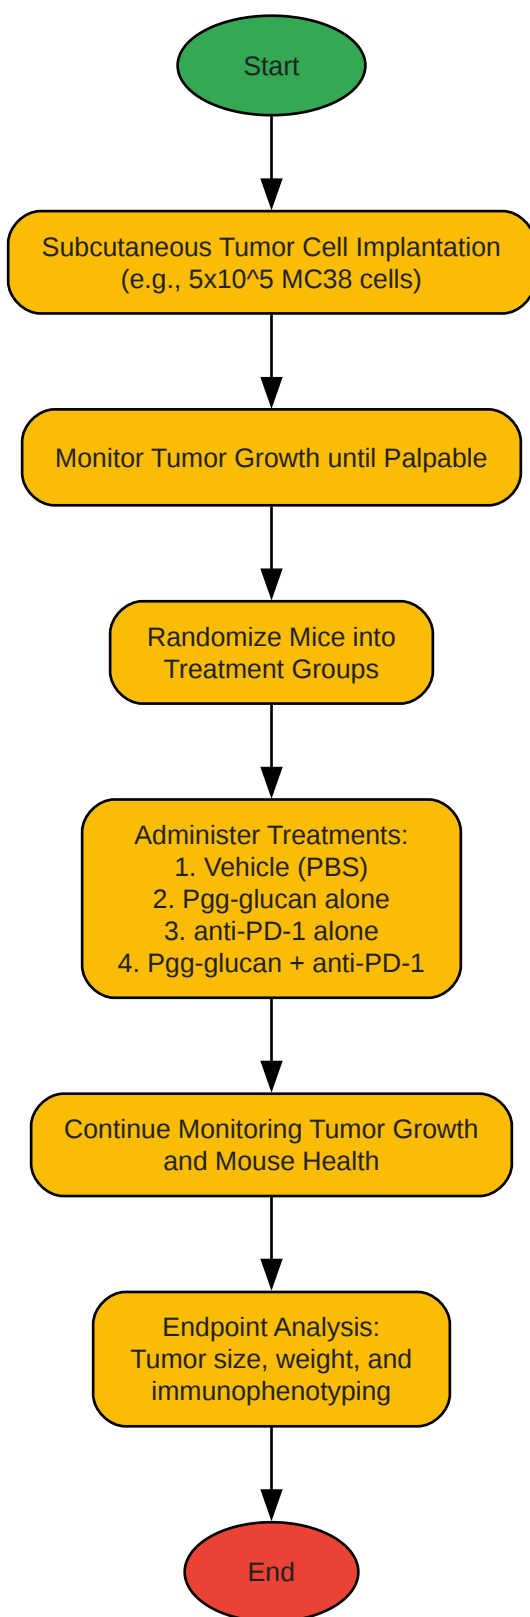 Start
Subcutaneous Tumor Cell Implantation
(e.g., 5x10^5 MC38 cells)
Monitor Tumor Growth until Palpable
Randomize Mice into
Treatment Groups
Administer Treatments:
1. Vehicle (PBS)
2. Pgg-glucan alone
3. anti-PD-1 alone
4. Pgg-glucan + anti-PD-1
Continue Monitoring Tumor Growth
and Mouse Health
Endpoint Analysis:
Tumor size, weight, and
immunophenotyping
End